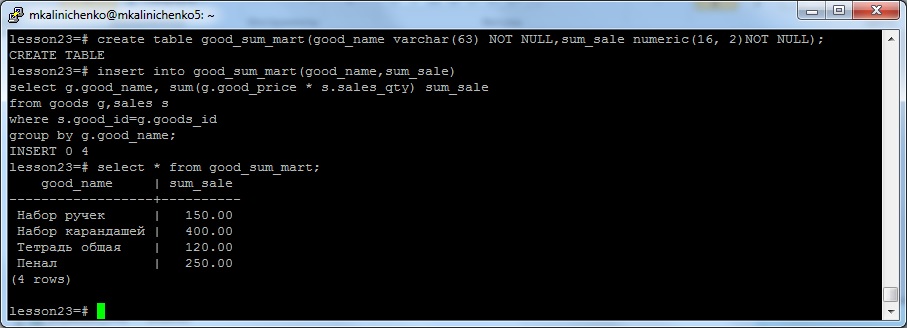 mkalinichenko@mkalinichenko5: ~
lesson23=# create table good_sum_mart(good_name varchar(63) NOT NULL,sum_sale numeric(16, 2)NOT NULL);
CREATE TABLE
lesson23=# insert into good_sum_mart(good_name,sum_sale)
select g.good_name, sum(g.good_price * s.sales_qty) sum_sale
from goods g,sales s
where s.good_id=g.goods_id
group by g.good_name;
INSERT 0 4
lesson23=# select * from good_sum_mart;
    good_name     | sum_sale
------------------+----------
 Набор ручек      |   150.00
 Набор карандашей |   400.00
 Тетрадь общая    |   120.00
 Пенал            |   250.00
(4 rows)
lesson23=#